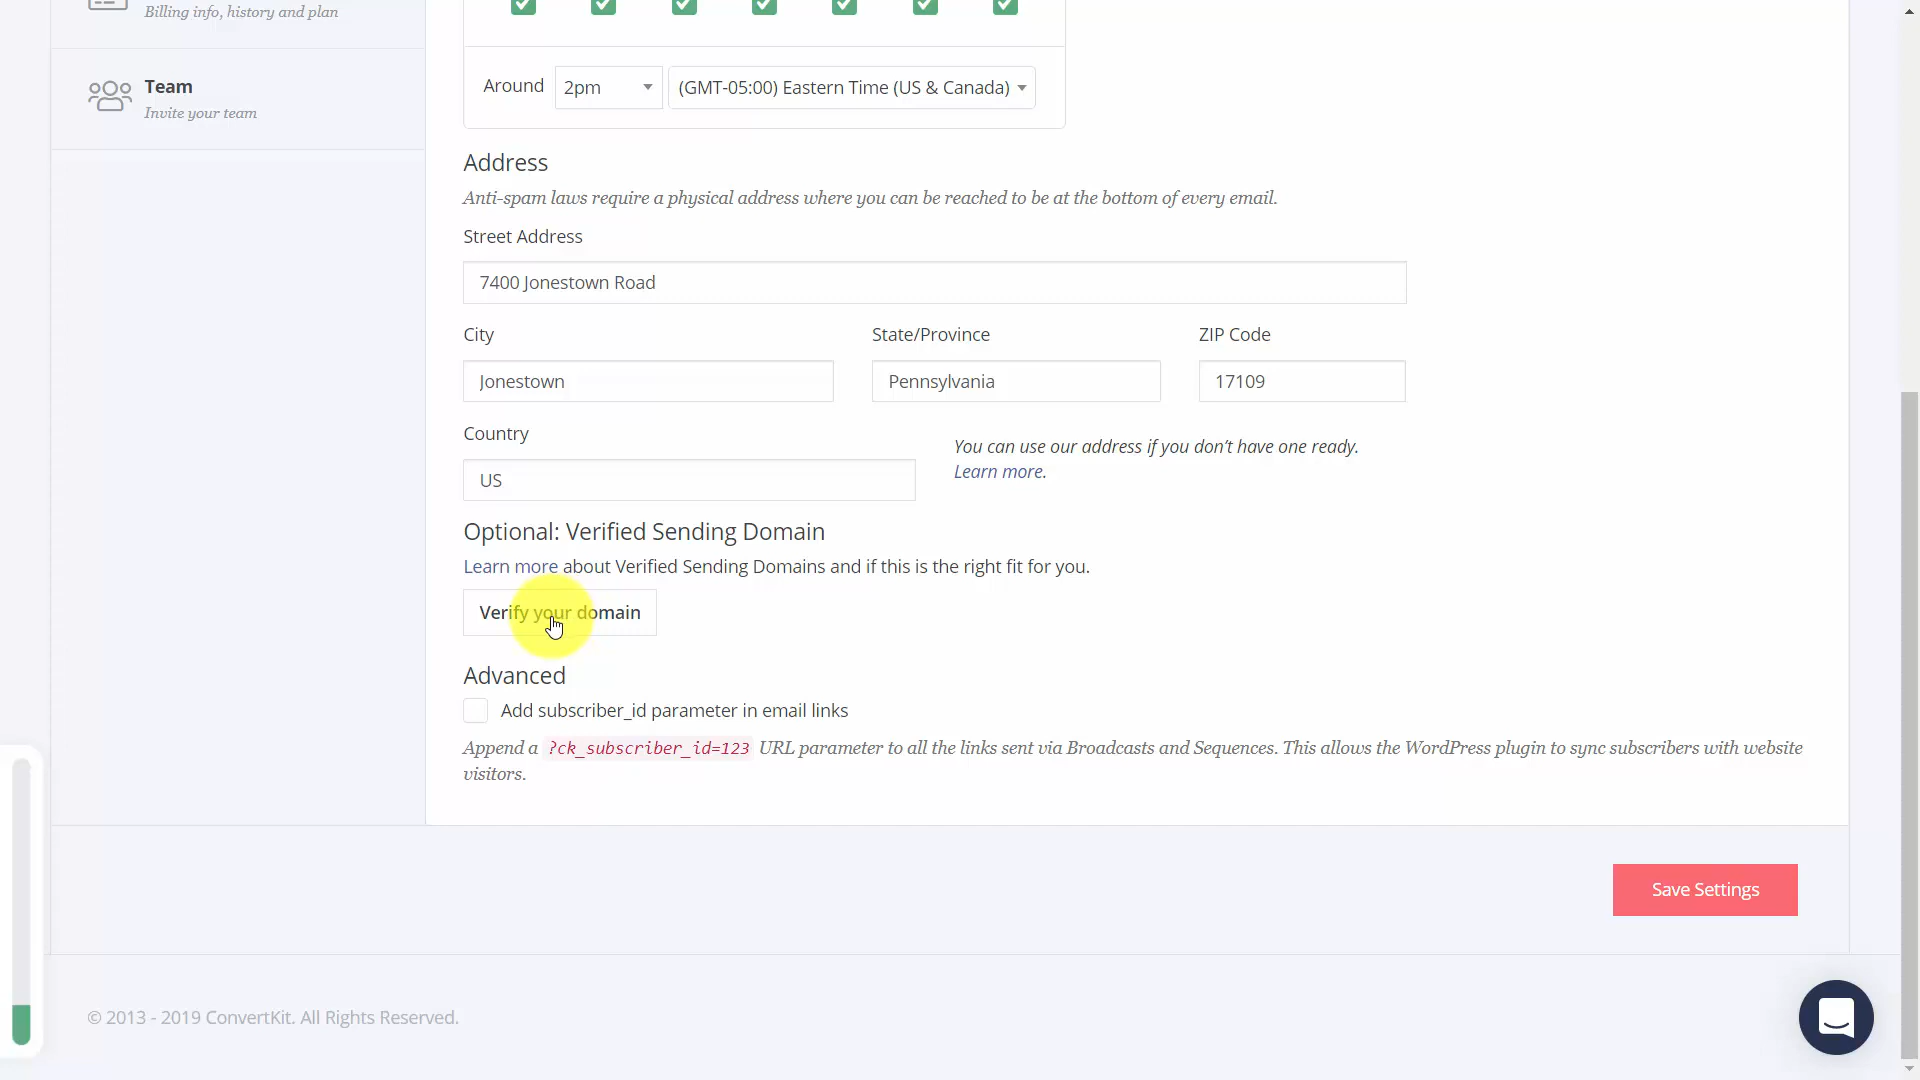 Billing info, history and plan
Team
Invite your team
Around
2pm
(GMT-05:00) Eastern Time (US & Canada)
Address
Anti-spam laws require a physical address where you can be reached to be at the bottom of every email.
Street Address
7400 Jonestown Road
City
State/Province
ZIP Code
Jonestown
Pennsylvania
17109
Country
You can use our address if you don’t have one ready.
Learn more.
US
Optional: Verified Sending Domain
Learn more about Verified Sending Domains and if this is the right fit for you.
Verify your domain
Advanced
Add subscriber_id parameter in email links
Append a ?ck_subscriber_id=123 URL parameter to all the links sent via Broadcasts and Sequences. This allows the WordPress plugin to sync subscribers with website
visitors.
Save Settings
© 2013 - 2019 ConvertKit. All Rights Reserved.